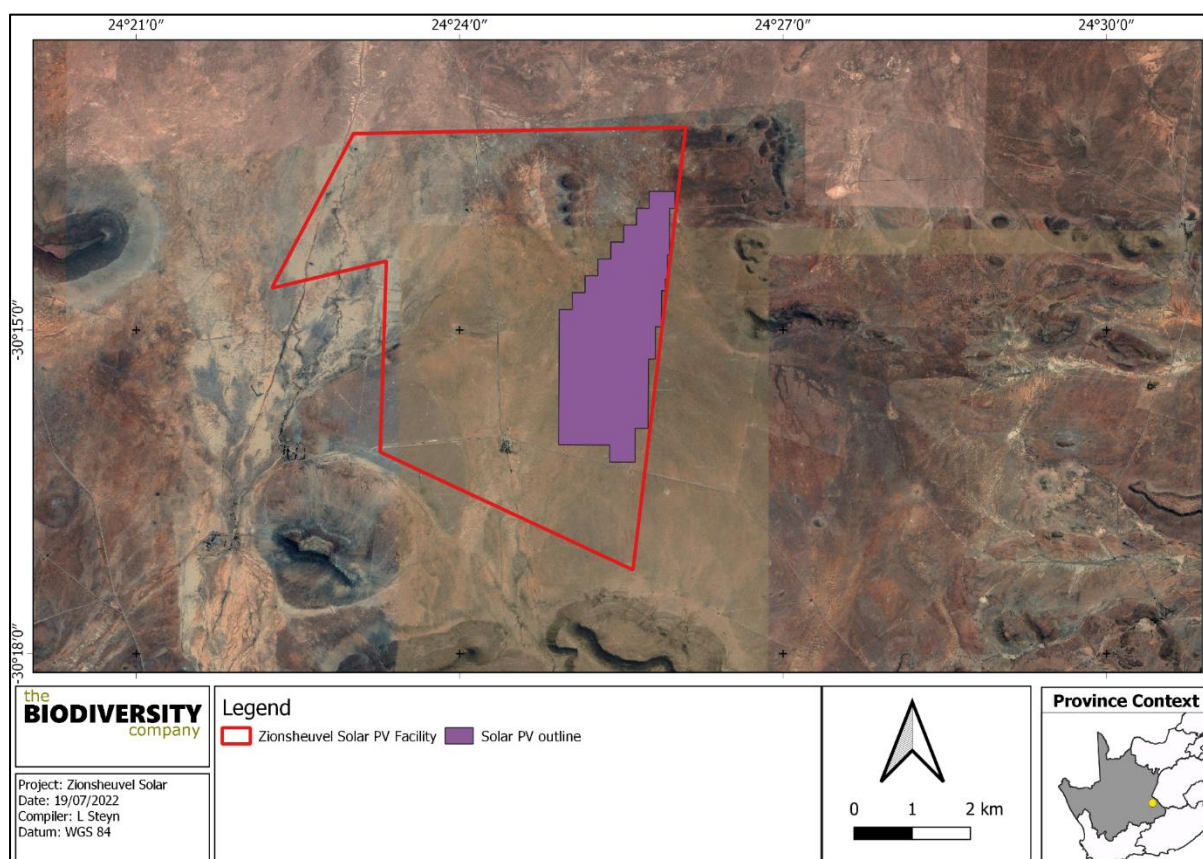 24°21'0'' 24°24'0'' 24°27'0'' 24°30'0''
-30°15'0''
-30°18'0''
the
BIODIVERSITY
company
Project: Zionsheuvel Solar
Date: 19/07/2022
Compiler: L Steyn
Datum: WGS 84
Legend
Zionsheuvel Solar PV Facility Solar PV outline
0 1 2 km
Province Context